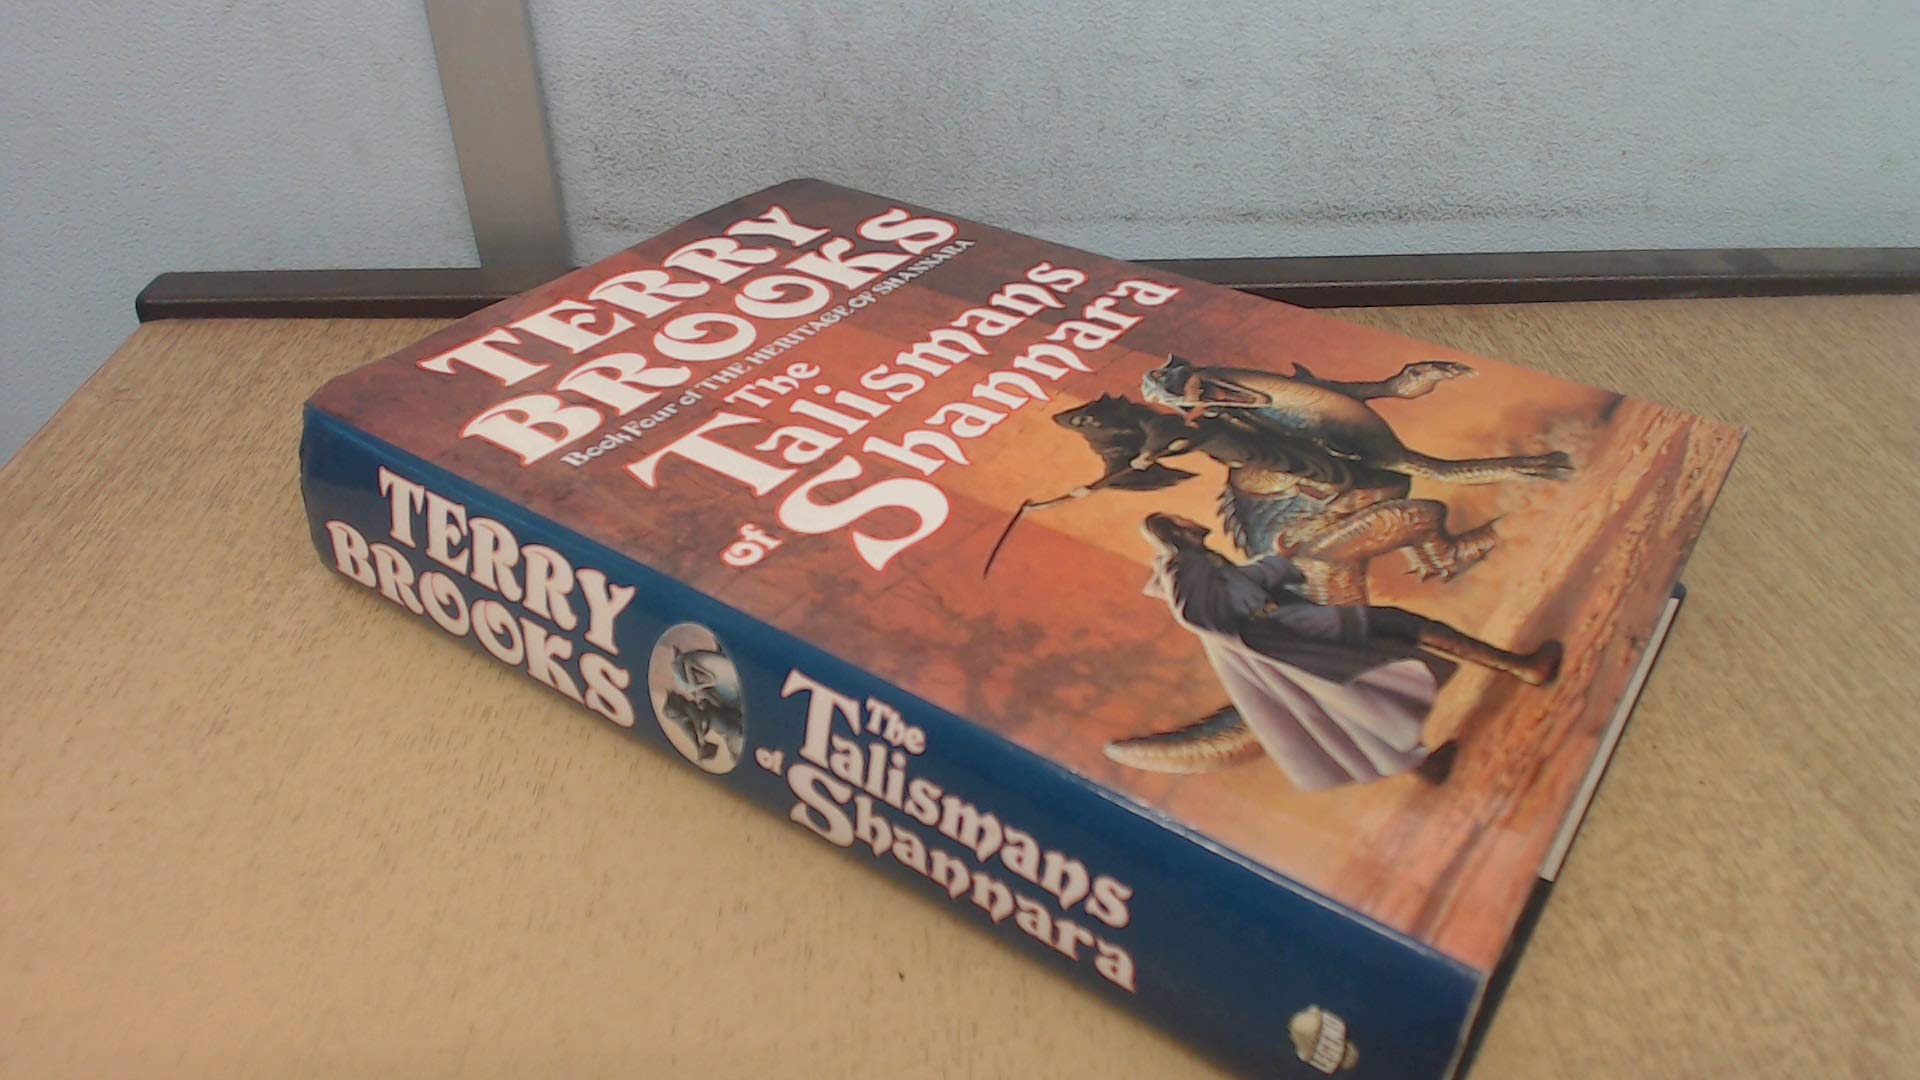 TERRY
BROOKS
Book Four of THE HERITAGE OF SHANNARA
The
Talismans
of Shannara
TERRY
BROOKS
The
Talismans
of Shannara
LEGEND